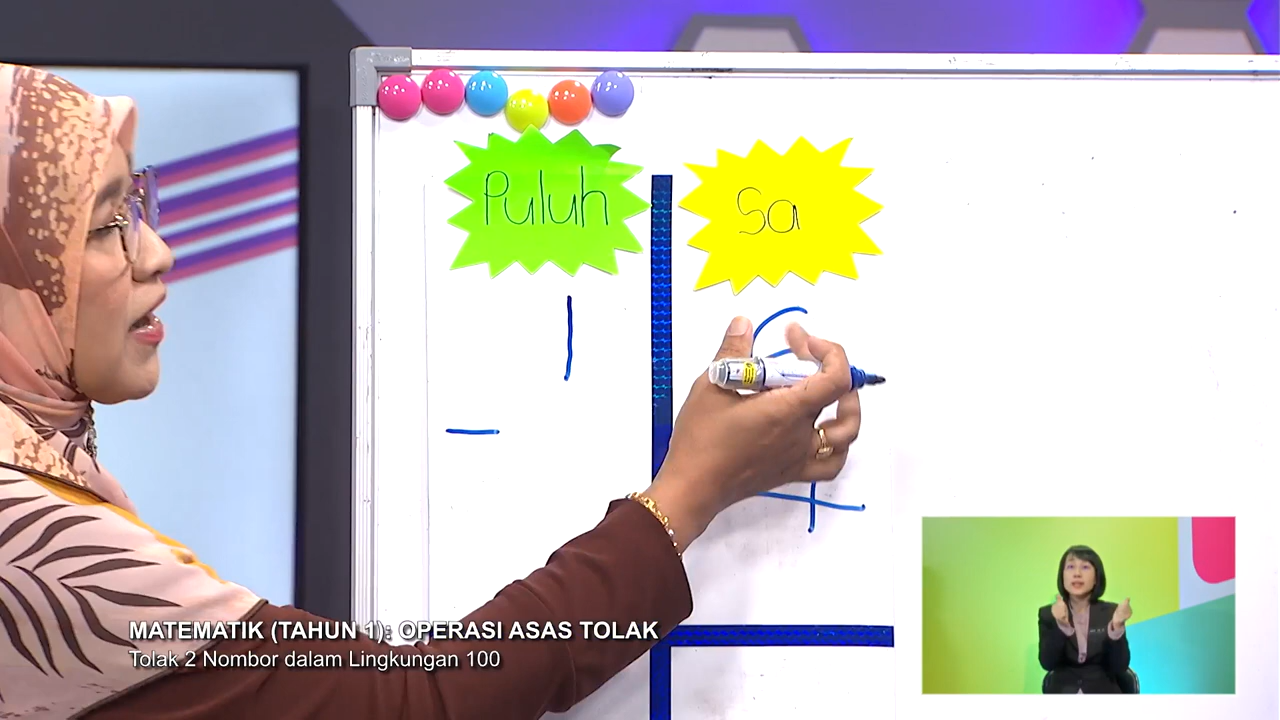 Puluh
Sa
1
-
4
MATEMATIK (TAHUN 1): OPERASI ASAS TOLAK
Tolak 2 Nombor dalam Lingkungan 100